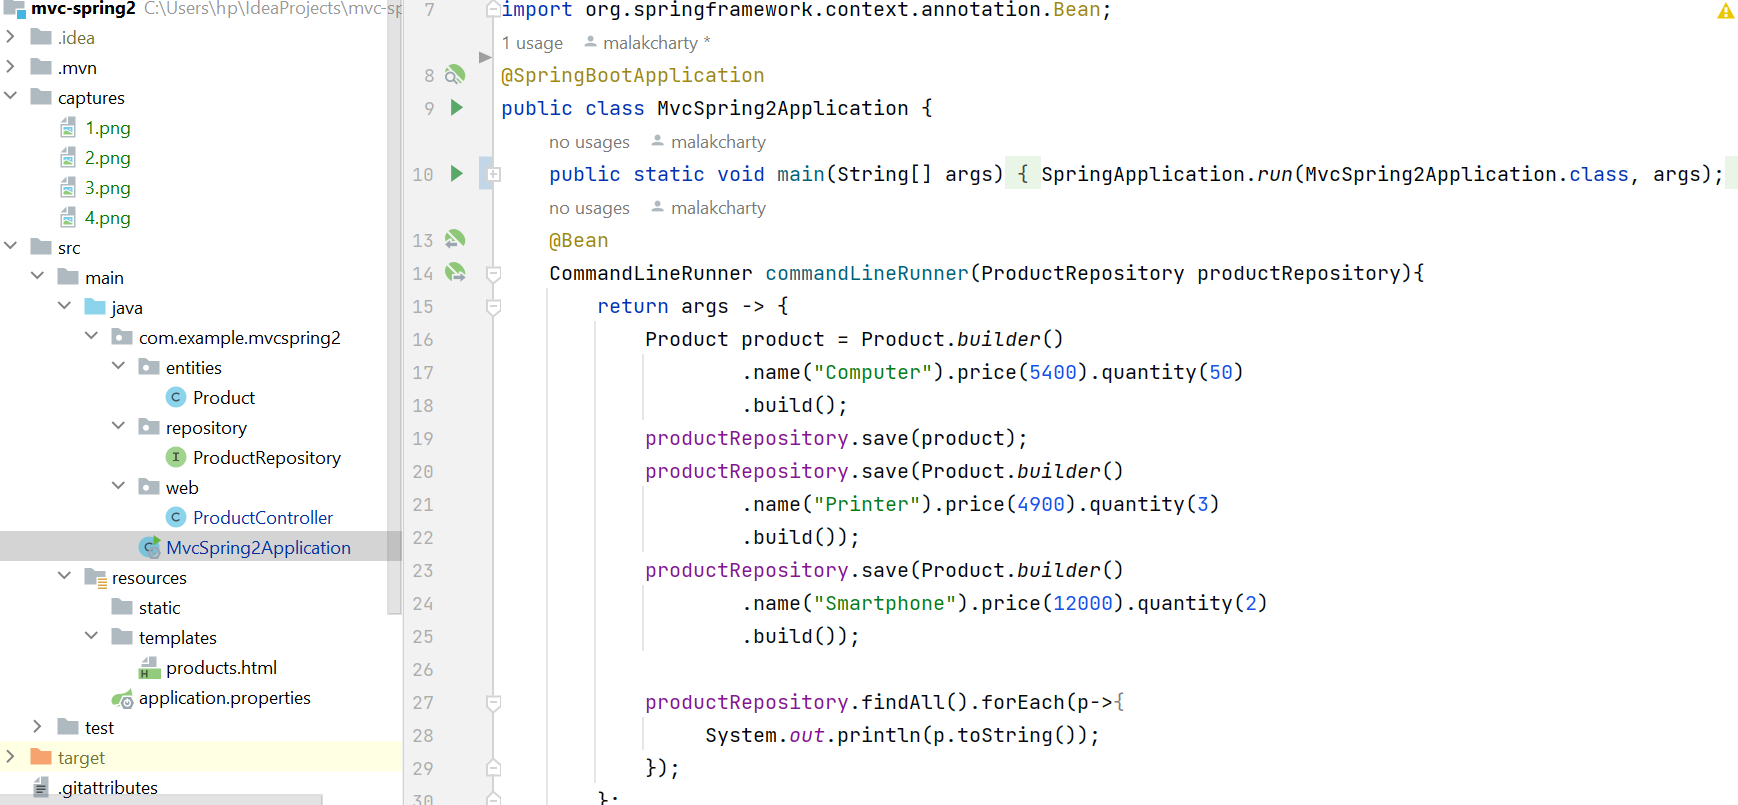 mvc-spring2 C:\Users\hp\IdeaProjects\mvc-sp
.idea
.mvn
captures
1.png
2.png
3.png
4.png
src
main
java
com.example.mvcspring2
entities
Product
repository
ProductRepository
web
ProductController
MvcSpring2Application
resources
static
templates
products.html
application.properties
test
target
.gitattributes
7 import org.springframework.context.annotation.Bean;
1 usage malakcharty *
8 @SpringBootApplication
9 public class MvcSpring2Application {
no usages malakcharty
10 public static void main(String[] args) { SpringApplication.run(MvcSpring2Application.class, args);
no usages malakcharty
13 @Bean
14 CommandLineRunner commandLineRunner(ProductRepository productRepository){
15 return args -> {
16 Product product = Product.builder()
17 .name("Computer").price(5400).quantity(50)
18 .build();
19 productRepository.save(product);
20 productRepository.save(Product.builder()
21 .name("Printer").price(4900).quantity(3)
22 .build());
23 productRepository.save(Product.builder()
24 .name("Smartphone").price(12000).quantity(2)
25 .build());
26
27 productRepository.findAll().forEach(p->{
28 System.out.println(p.toString());
29 });
30 };